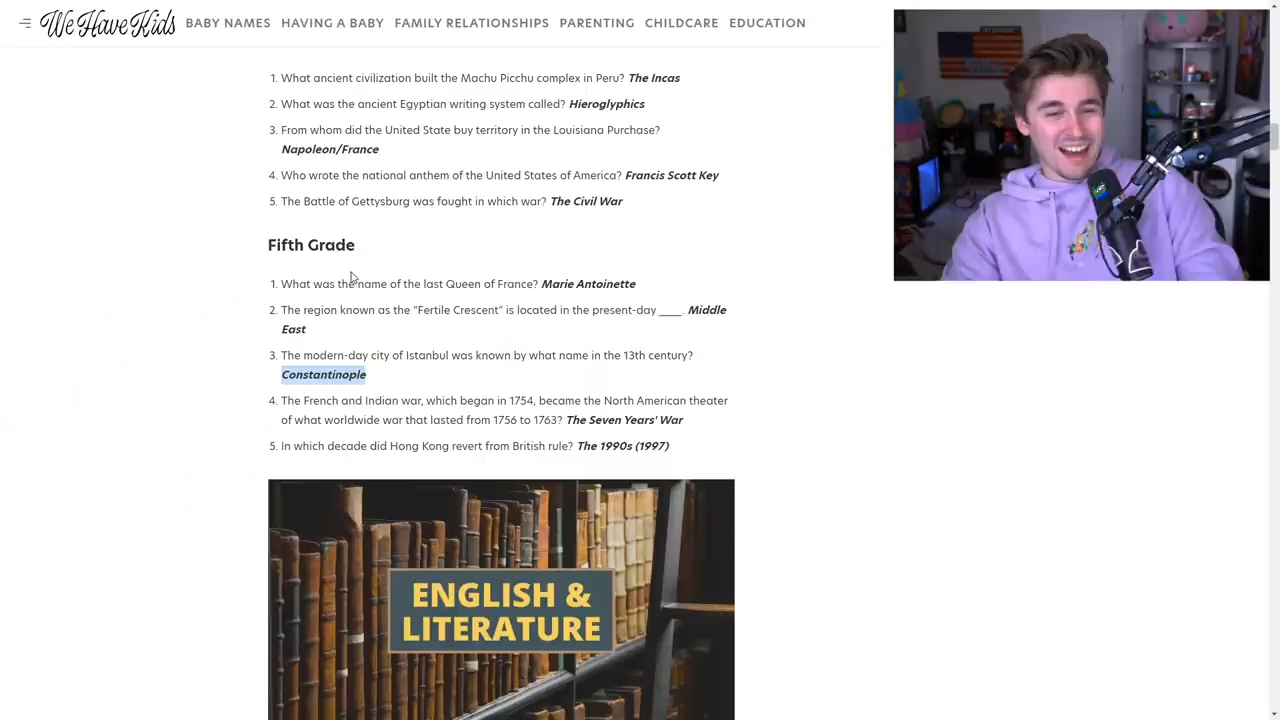 We Have Kids BABY NAMES HAVING A BABY FAMILY RELATIONSHIPS PARENTING CHILDCARE EDUCATION
1. What ancient civilization built the Machu Picchu complex in Peru? The Incas
2. What was the ancient Egyptian writing system called? Hieroglyphics
3. From whom did the United State buy territory in the Louisiana Purchase?
Napoleon/France
4. Who wrote the national anthem of the United States of America? Francis Scott Key
5. The Battle of Gettysburg was fought in which war? The Civil War
Fifth Grade
1. What was the name of the last Queen of France? Marie Antoinette
2. The region known as the "Fertile Crescent" is located in the present-day ____. Middle
East
3. The modern-day city of Istanbul was known by what name in the 13th century?
Constantinople
4. The French and Indian war, which began in 1754, became the North American theater
of what worldwide war that lasted from 1756 to 1763? The Seven Years' War
5. In which decade did Hong Kong revert from British rule? The 1990s (1997)
ENGLISH &
LITERATURE